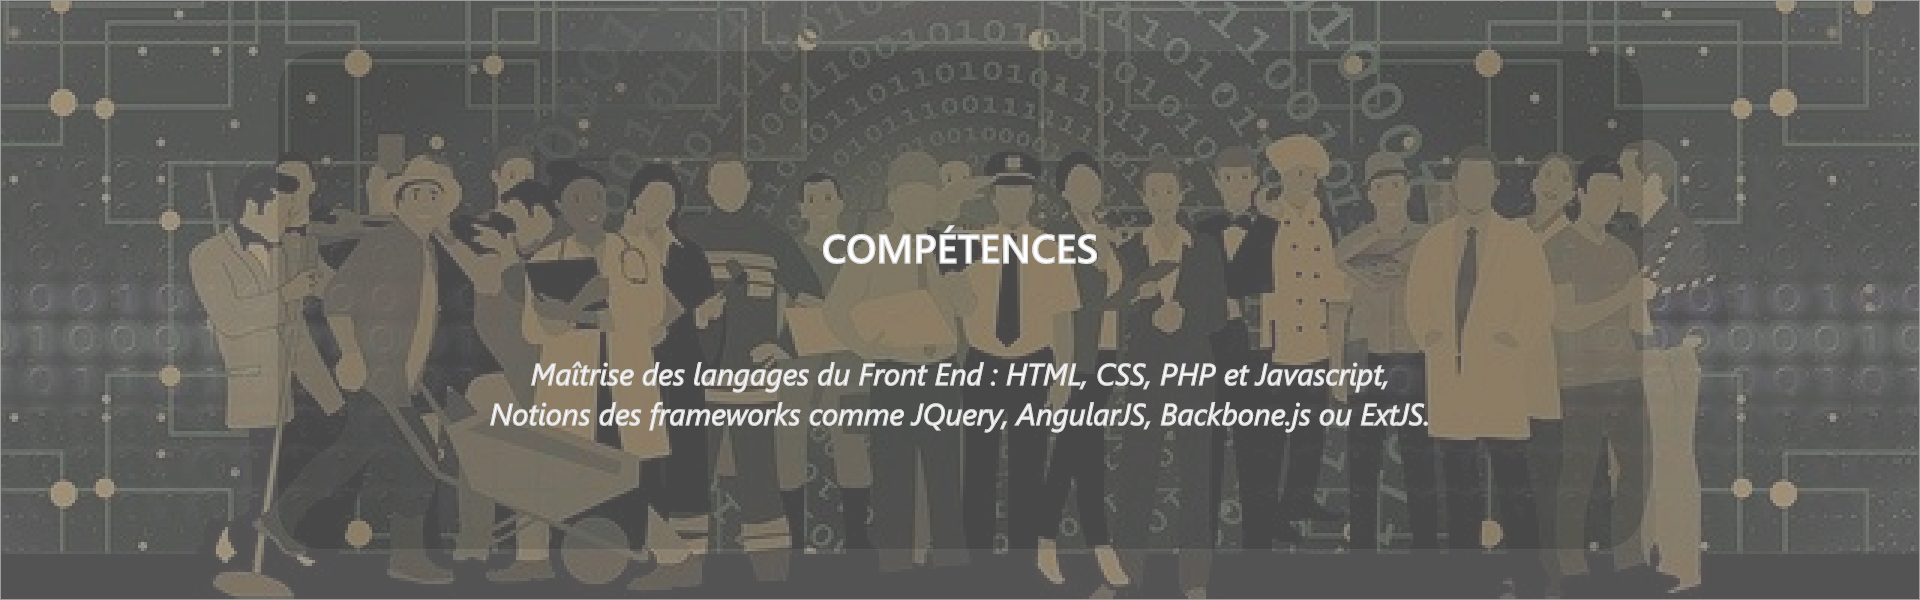 COMPÉTENCES
Maîtrise des langages du Front End : HTML, CSS, PHP et Javascript,
Notions des frameworks comme JQuery, AngularJS, Backbone.js ou ExtJS.